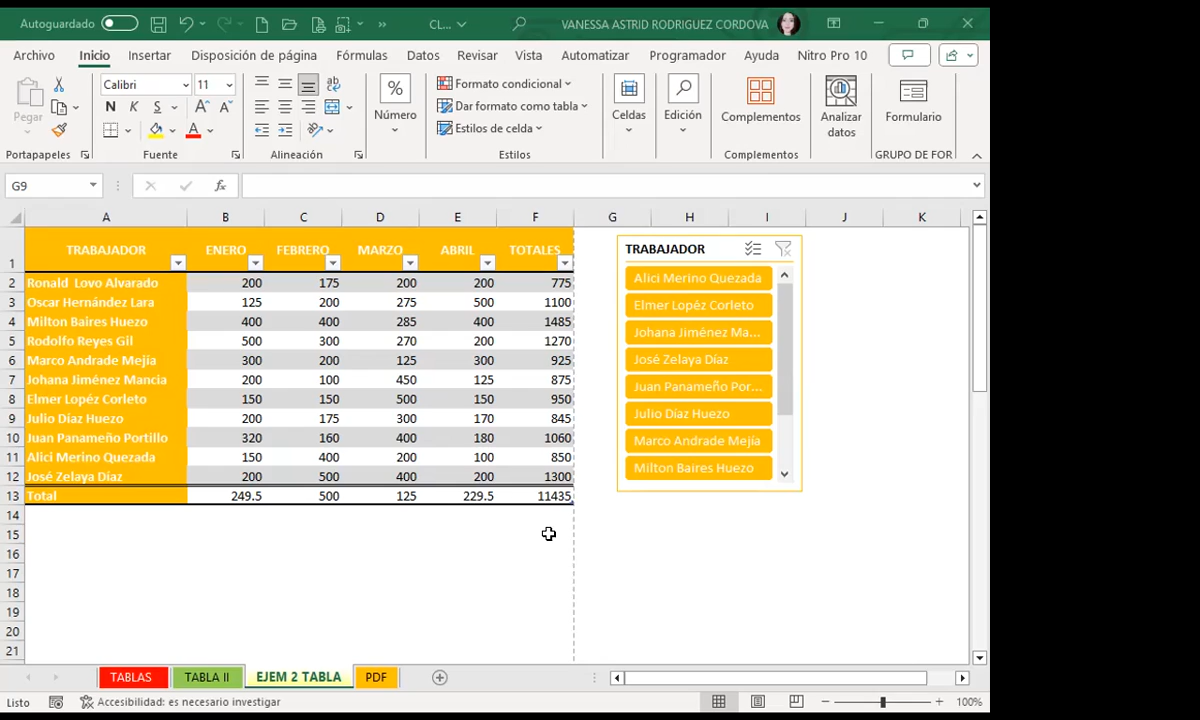 Autoguardado CL... VANESSA ASTRID RODRIGUEZ CORDOVA
Archivo Inicio Insertar Disposición de página Fórmulas Datos Revisar Vista Automatizar Programador Ayuda Nitro Pro 10
Pegar
Portapapeles
Calibri 11
N K S
Fuente
Alineación
Número
Formato condicional
Dar formato como tabla
Estilos de celda
Estilos
Celdas
Edición
Complementos
Complementos
Analizar
datos
Formulario
GRUPO DE FOR
G9 fx
A B C D E F G H I J K
1 TRABAJADOR ENERO FEBRERO MARZO ABRIL TOTALES
2 Ronald Lovo Alvarado 200 175 200 200 775
3 Oscar Hernández Lara 125 200 275 500 1100
4 Milton Baires Huezo 400 400 285 400 1485
5 Rodolfo Reyes Gil 500 300 270 200 1270
6 Marco Andrade Mejía 300 200 125 300 925
7 Johana Jiménez Mancia 200 100 450 125 875
8 Elmer Lopéz Corleto 150 150 500 150 950
9 Julio Díaz Huezo 200 175 300 170 845
10 Juan Panameño Portillo 320 160 400 180 1060
11 Alici Merino Quezada 150 400 200 100 850
12 José Zelaya Díaz 200 500 400 200 1300
13 Total 249.5 500 125 229.5 11435
14
15
16
17
18
19
20
21
TRABAJADOR
Alici Merino Quezada
Elmer Lopéz Corleto
Johana Jiménez Ma...
José Zelaya Díaz
Juan Panameño Por...
Julio Díaz Huezo
Marco Andrade Mejía
Milton Baires Huezo
TABLAS TABLA II EJEM 2 TABLA PDF
Listo Accesibilidad: es necesario investigar 100%